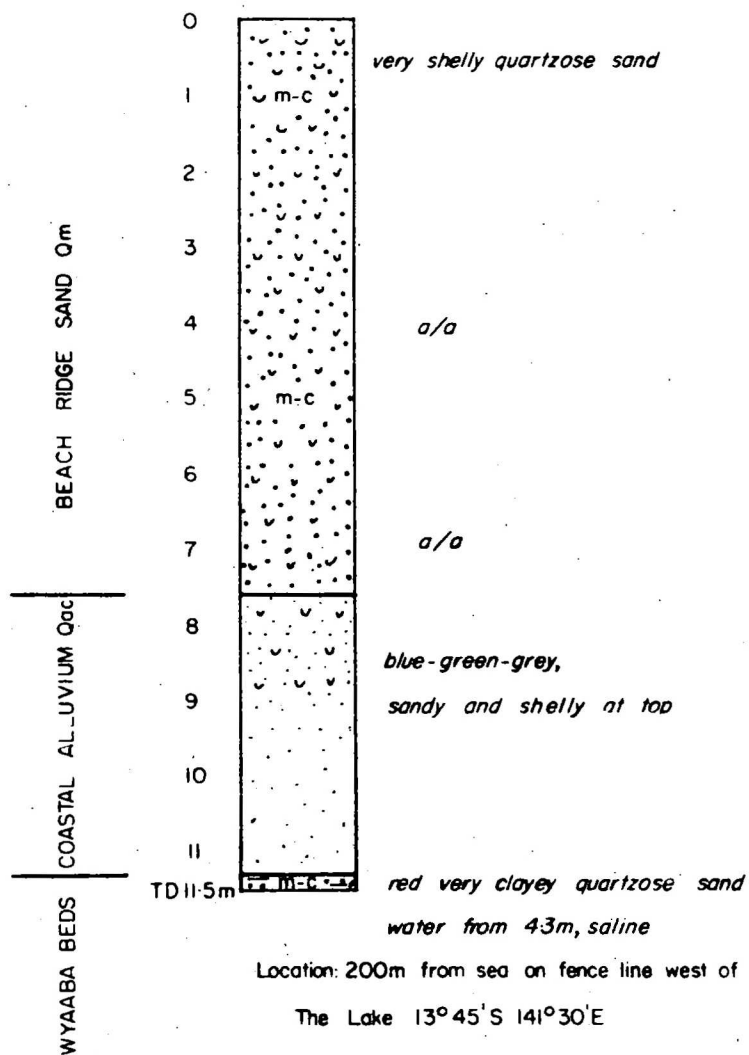 0
very shelly quartzose sand
1
m-c
2
3
BEACH RIDGE SAND Qm
4
a/a
5
m-c
6
7
a/a
8
COASTAL ALLUVIUM Qac
blue-green-grey,
9
sandy and shelly at top
10
11
TD 11·5m
m-c
red very clayey quartzose sand
water from 4·3m, saline
WYAABA BEDS
Location: 200m from sea on fence line west of
The Lake 13°45'S 141°30'E